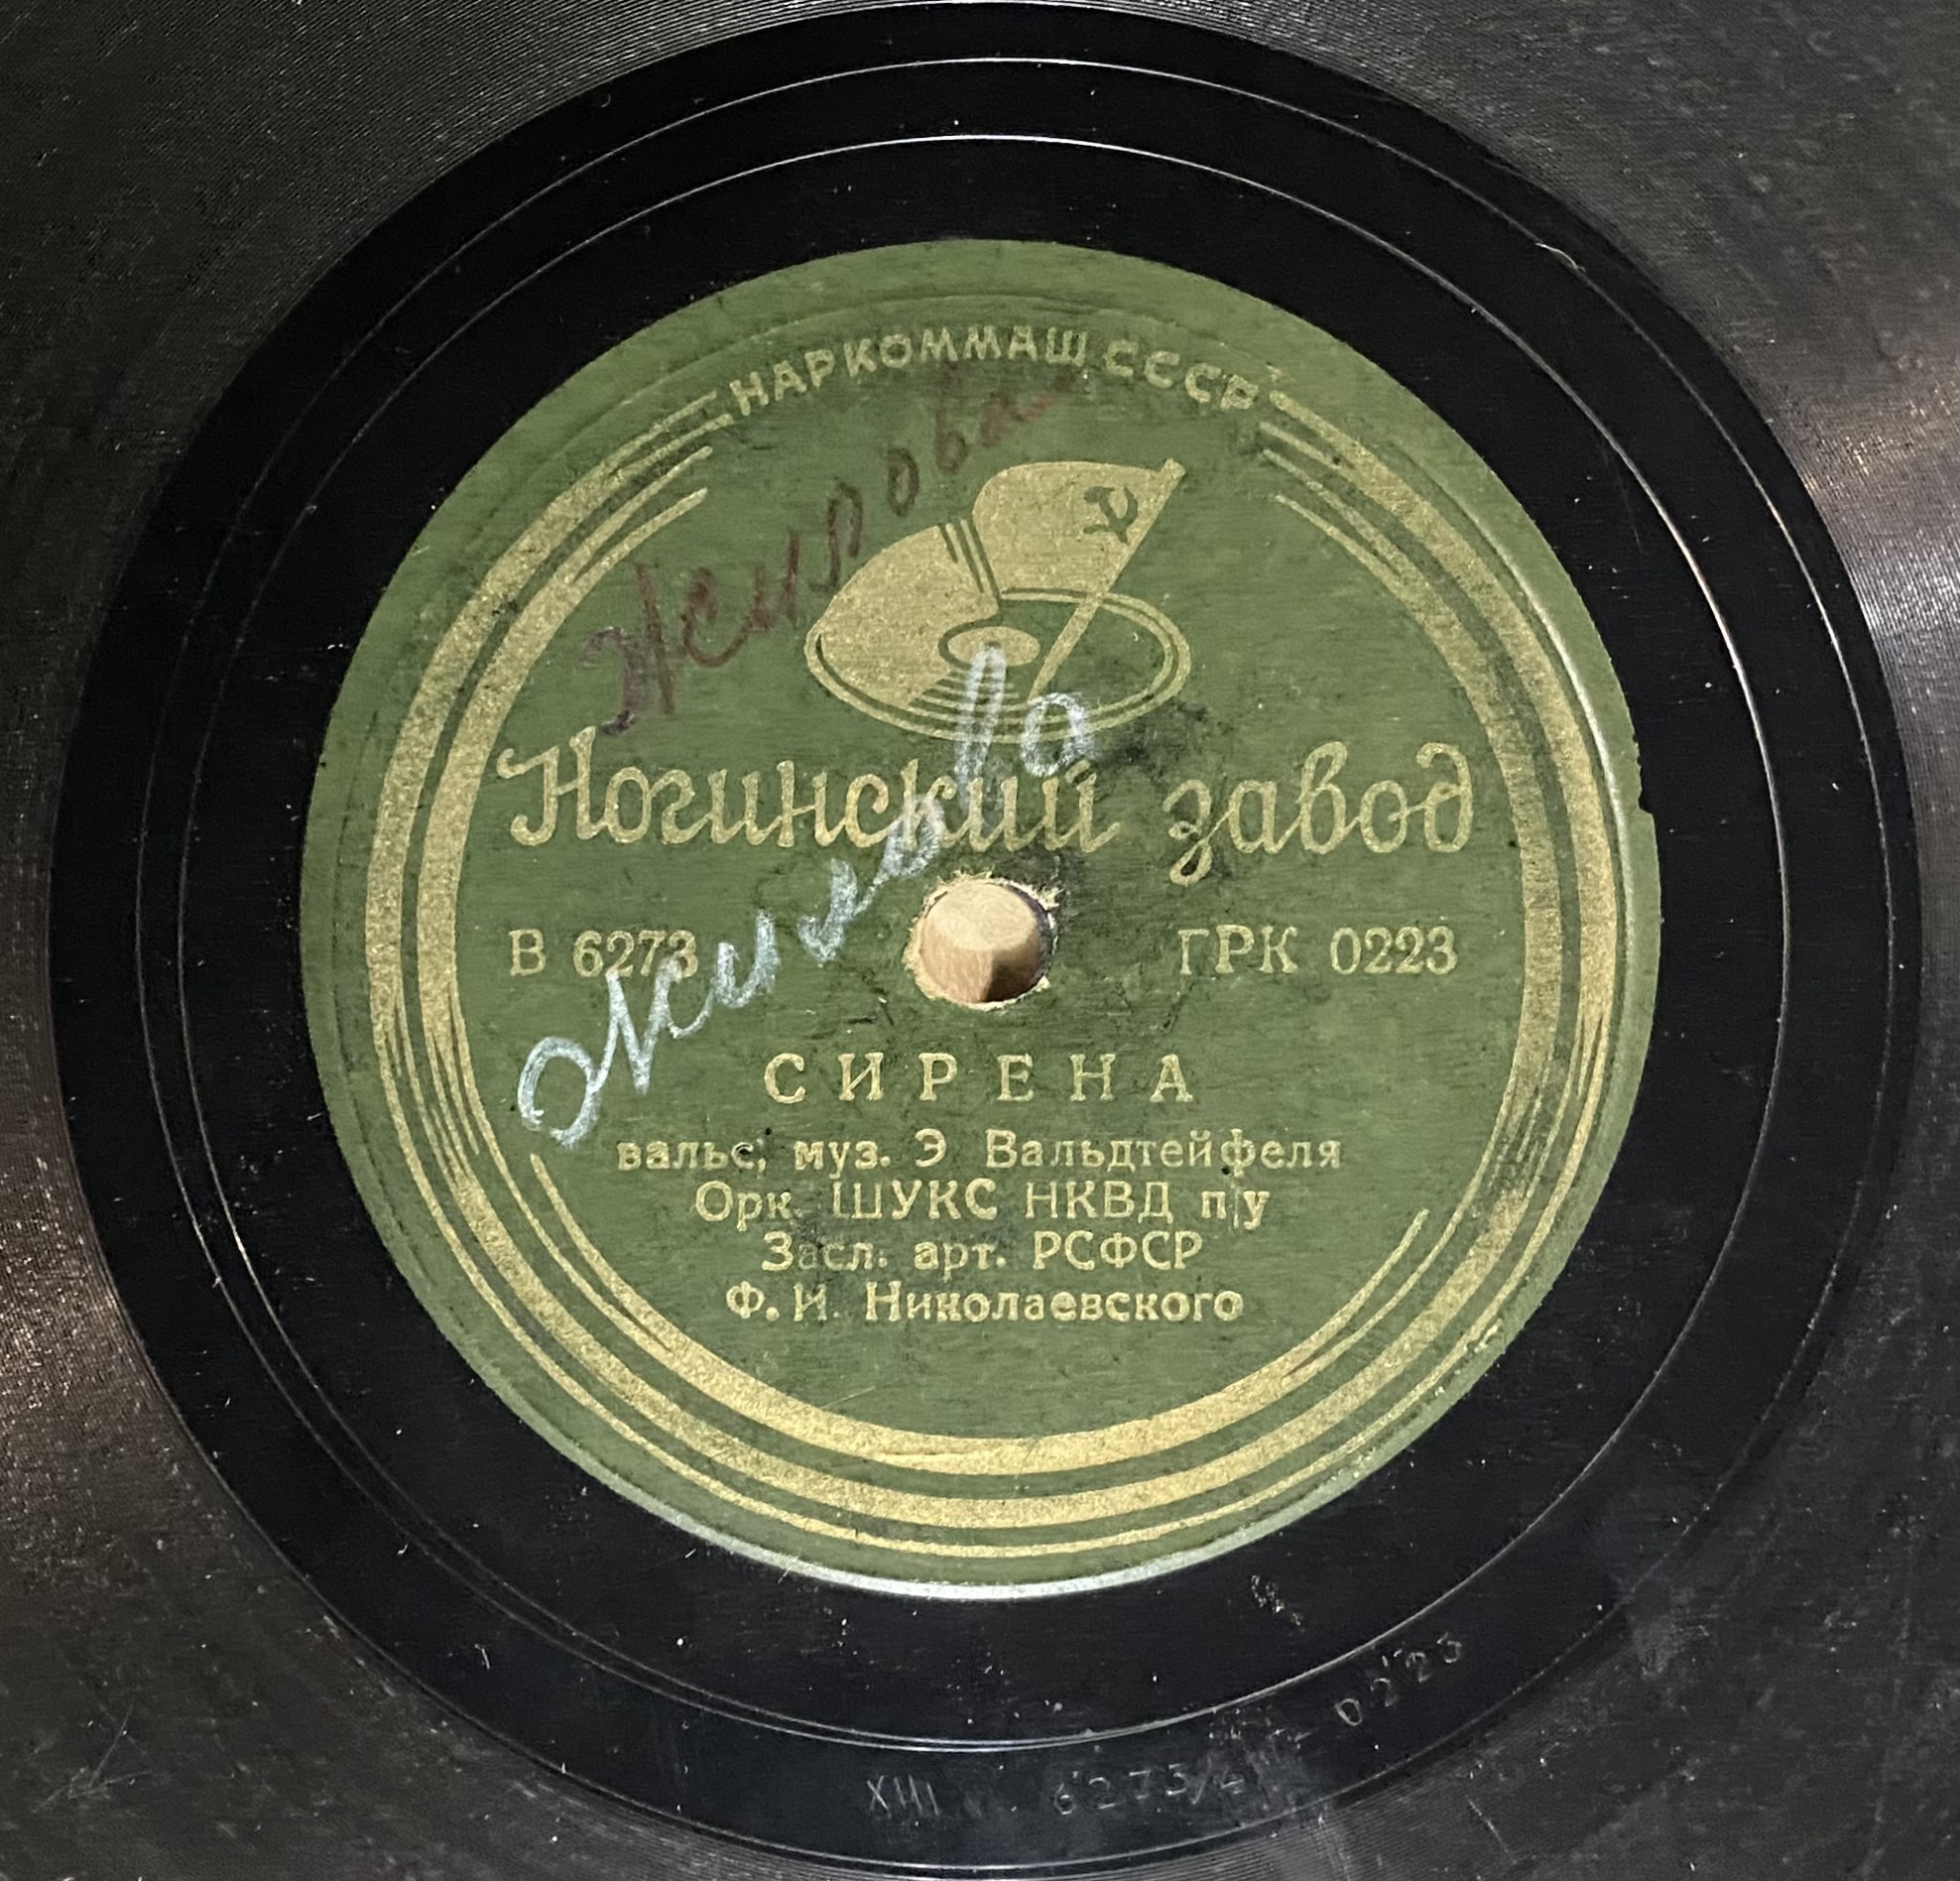 НАРКОММАШ СССР
Жирова
Ногинский завод
В 6273
ГРК 0223
Жирова
СИРЕНА
вальс, муз. Э Вальдтейфеля
Орк. ШУКС НКВД п/у
Засл. арт. РСФСР
Ф. И. Николаевского
0223
XIII 6273/4